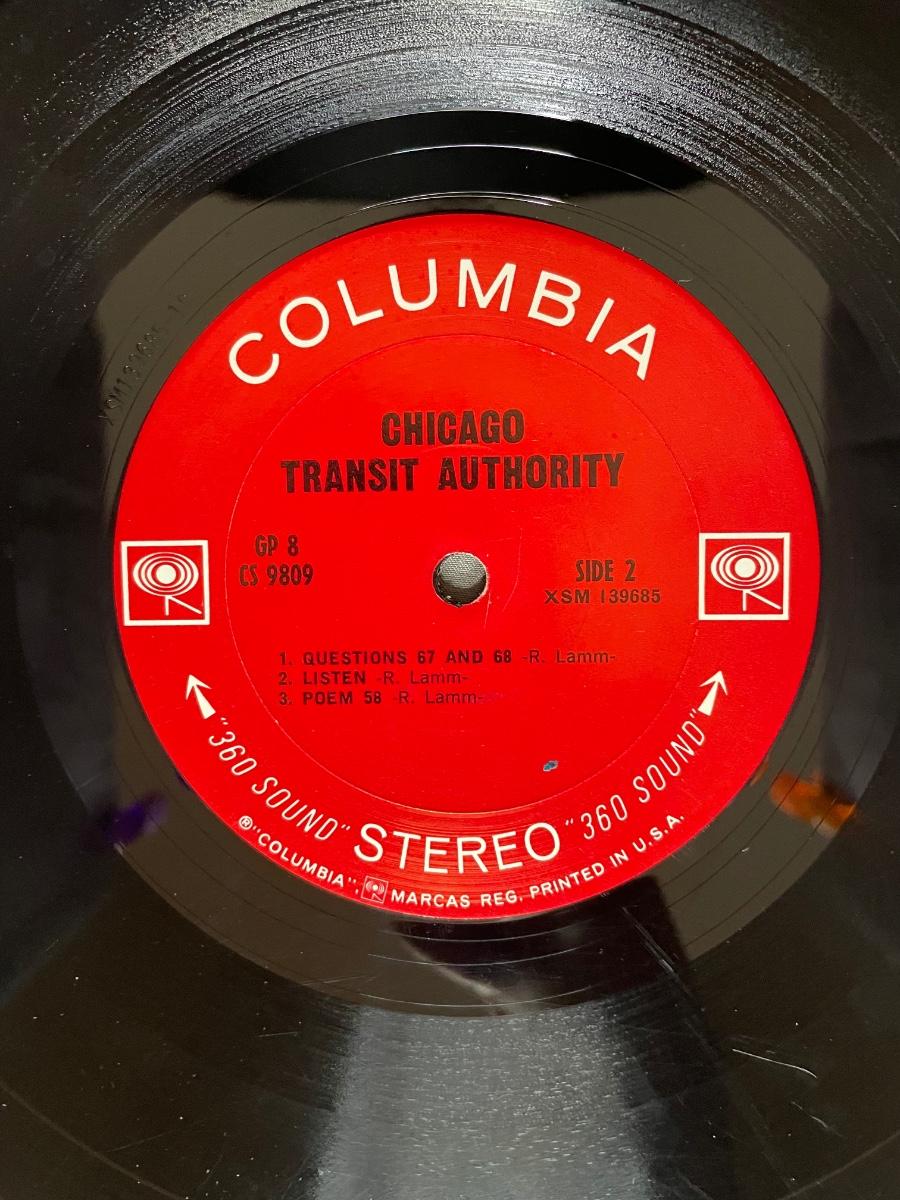 COLUMBIA
CHICAGO
TRANSIT AUTHORITY
GP 8
CS 9809
SIDE 2
XSM 139685
1. QUESTIONS 67 AND 68 -R. Lamm-
2. LISTEN -R. Lamm-
3. POEM 58 -R. Lamm-
"360 SOUND" STEREO "360 SOUND"
® "COLUMBIA", MARCAS REG. PRINTED IN U.S.A.